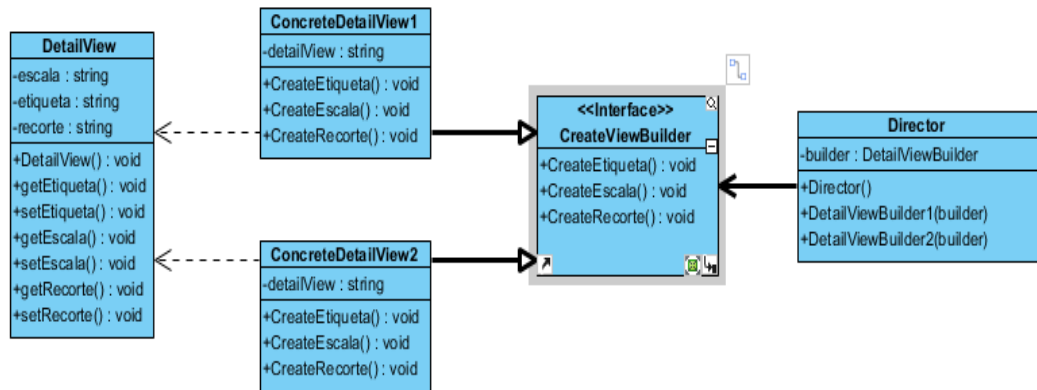 DetailView
-escala : string
-etiqueta : string
-recorte : string
+DetailView() : void
+getEtiqueta() : void
+setEtiqueta() : void
+getEscala() : void
+setEscala() : void
+getRecorte() : void
+setRecorte() : void
ConcreteDetailView1
-detailView : string
+CreateEtiqueta() : void
+CreateEscala() : void
+CreateRecorte() : void
ConcreteDetailView2
-detailView : string
+CreateEtiqueta() : void
+CreateEscala() : void
+CreateRecorte() : void
<<Interface>>
CreateViewBuilder
+CreateEtiqueta() : void
+CreateEscala() : void
+CreateRecorte() : void
Director
-builder : DetailViewBuilder
+Director()
+DetailViewBuilder1(builder)
+DetailViewBuilder2(builder)